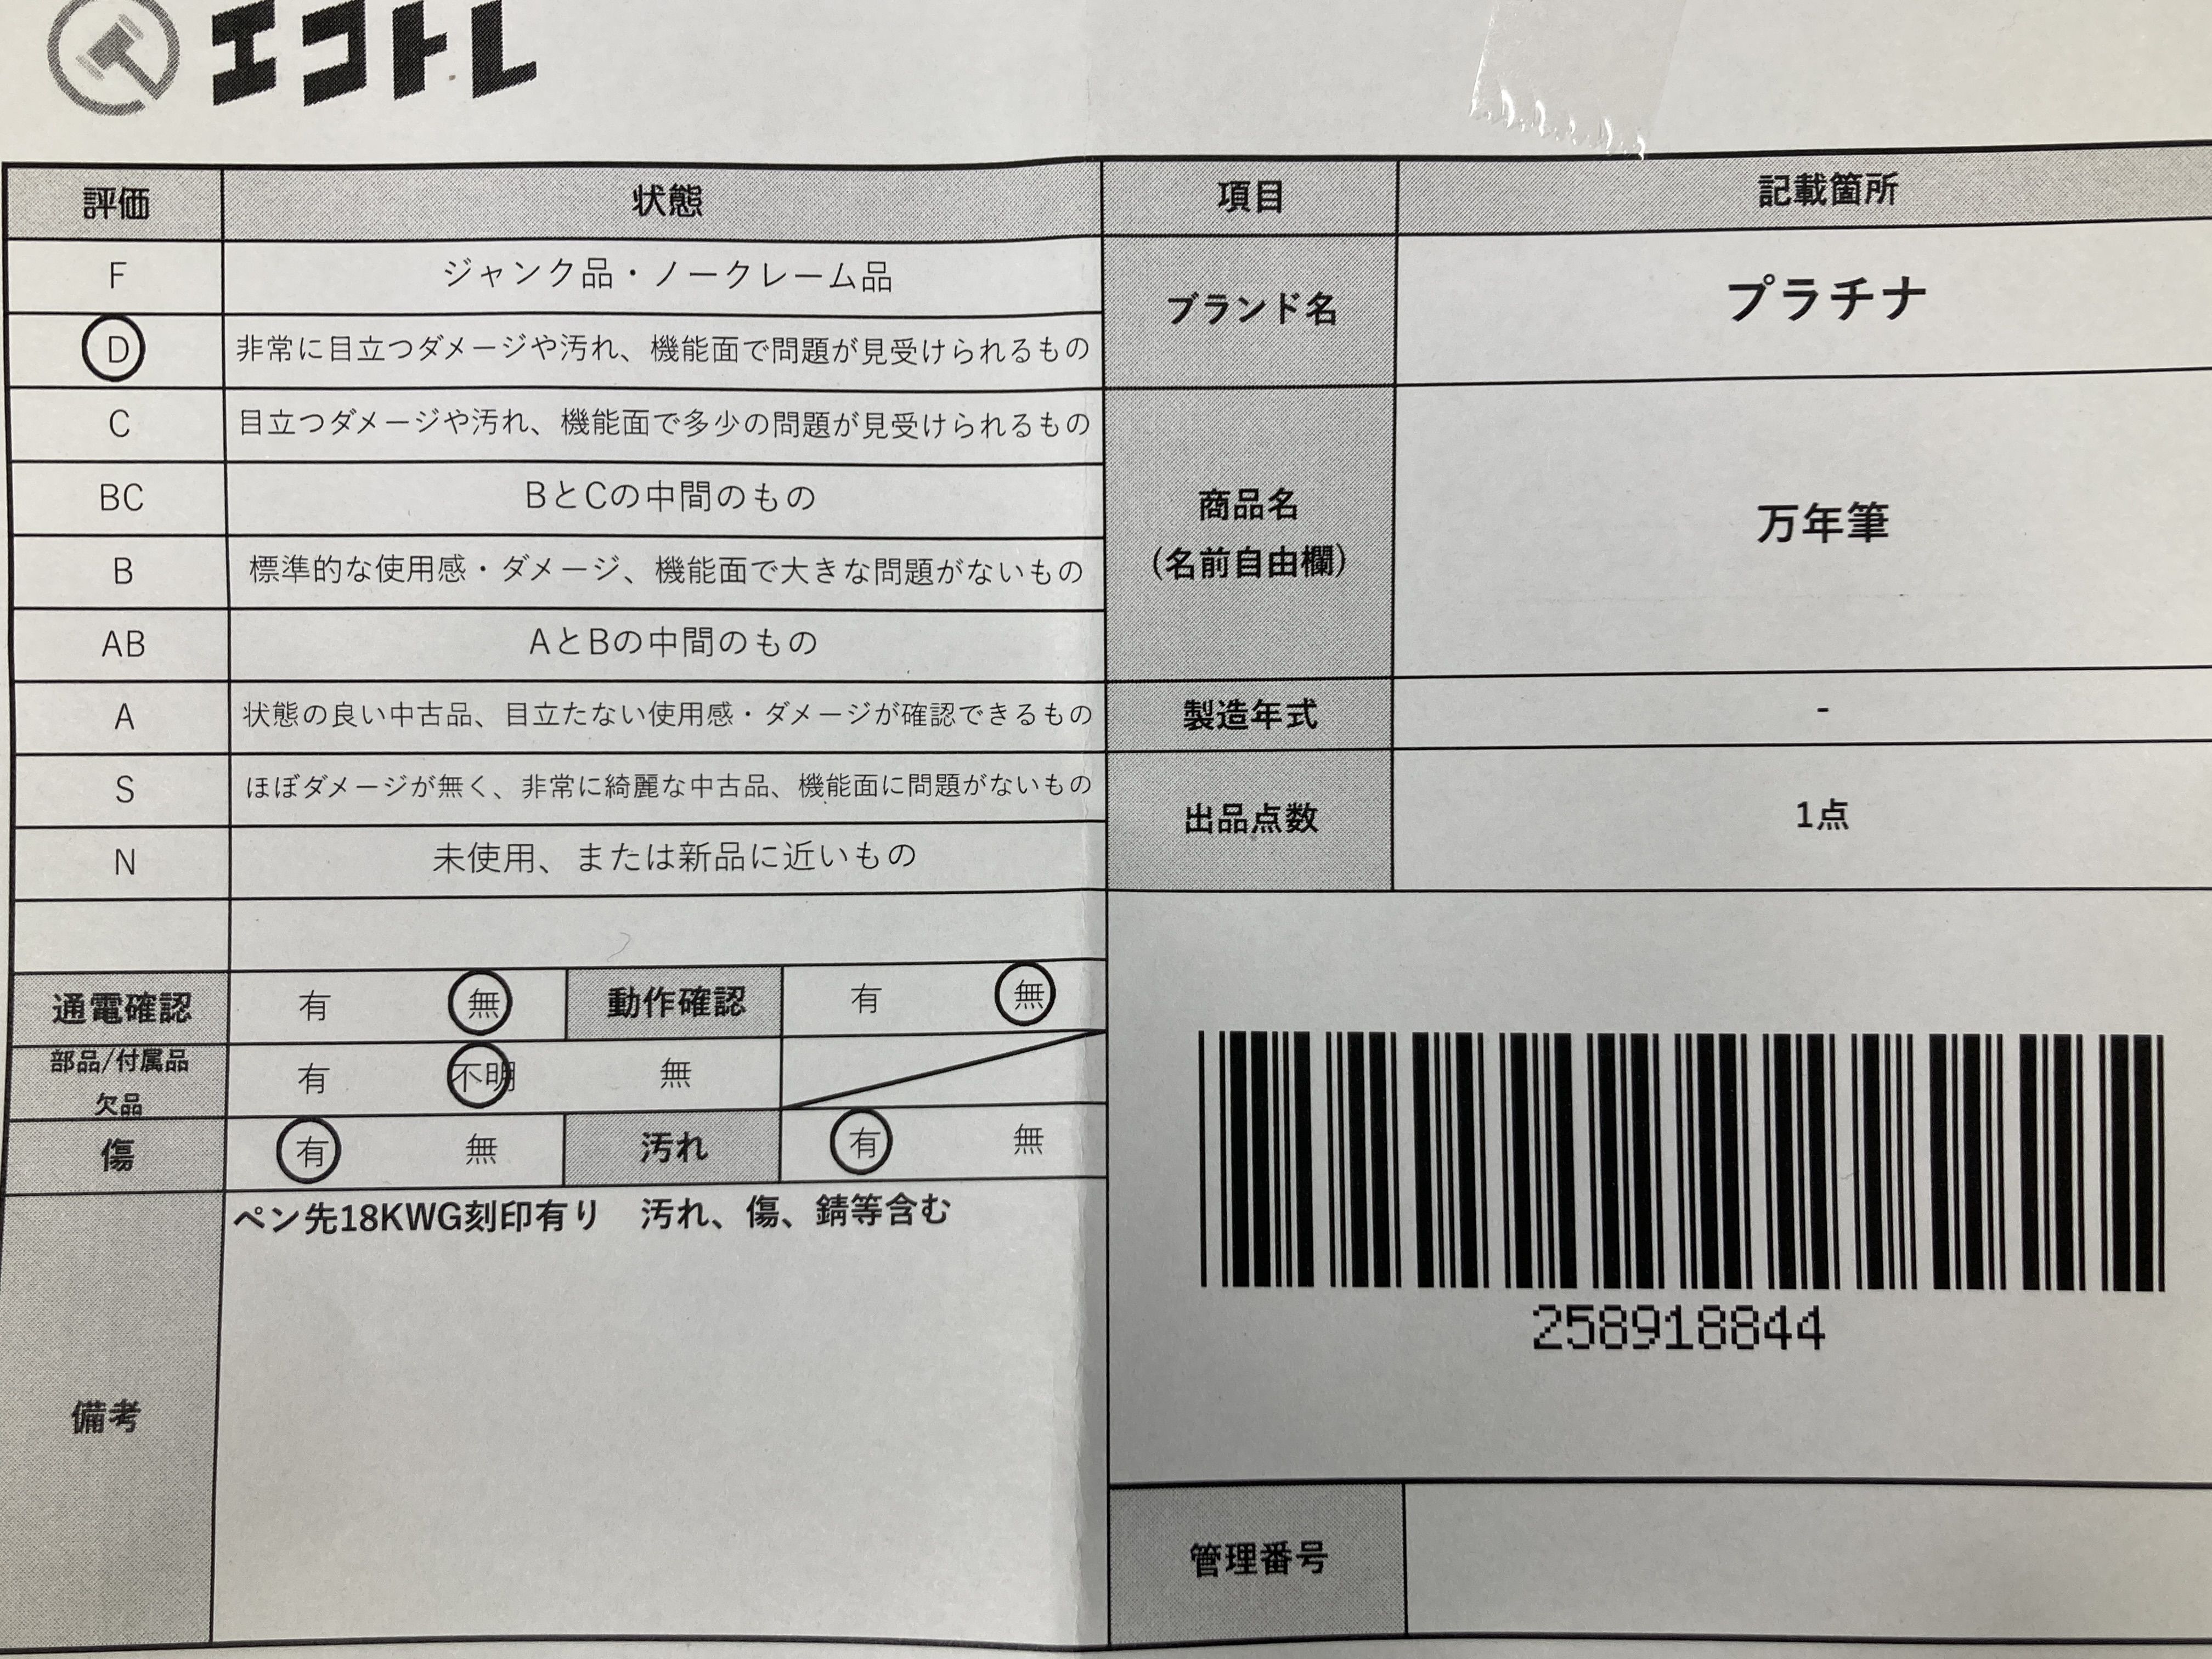 エコトレ
評価 状態
F ジャンク品・ノークレーム品
D 非常に目立つダメージや汚れ、機能面で問題が見受けられるもの
C 目立つダメージや汚れ、機能面で多少の問題が見受けられるもの
BC BとCの中間のもの
B 標準的な使用感・ダメージ、機能面で大きな問題がないもの
AB AとBの中間のもの
A 状態の良い中古品、目立たない使用感・ダメージが確認できるもの
S ほぼダメージが無く、非常に綺麗な中古品、機能面に問題がないもの
N 未使用、または新品に近いもの
通電確認 有 無 動作確認 有 無
部品/付属品
欠品
有 不明 無
傷 有 無 汚れ 有 無
備考
ペン先18KWG刻印有り　汚れ、傷、錆等含む
項目 記載箇所
ブランド名 プラチナ
商品名
(名前自由欄)
万年筆
製造年式 -
出品点数 1点
258918844
管理番号